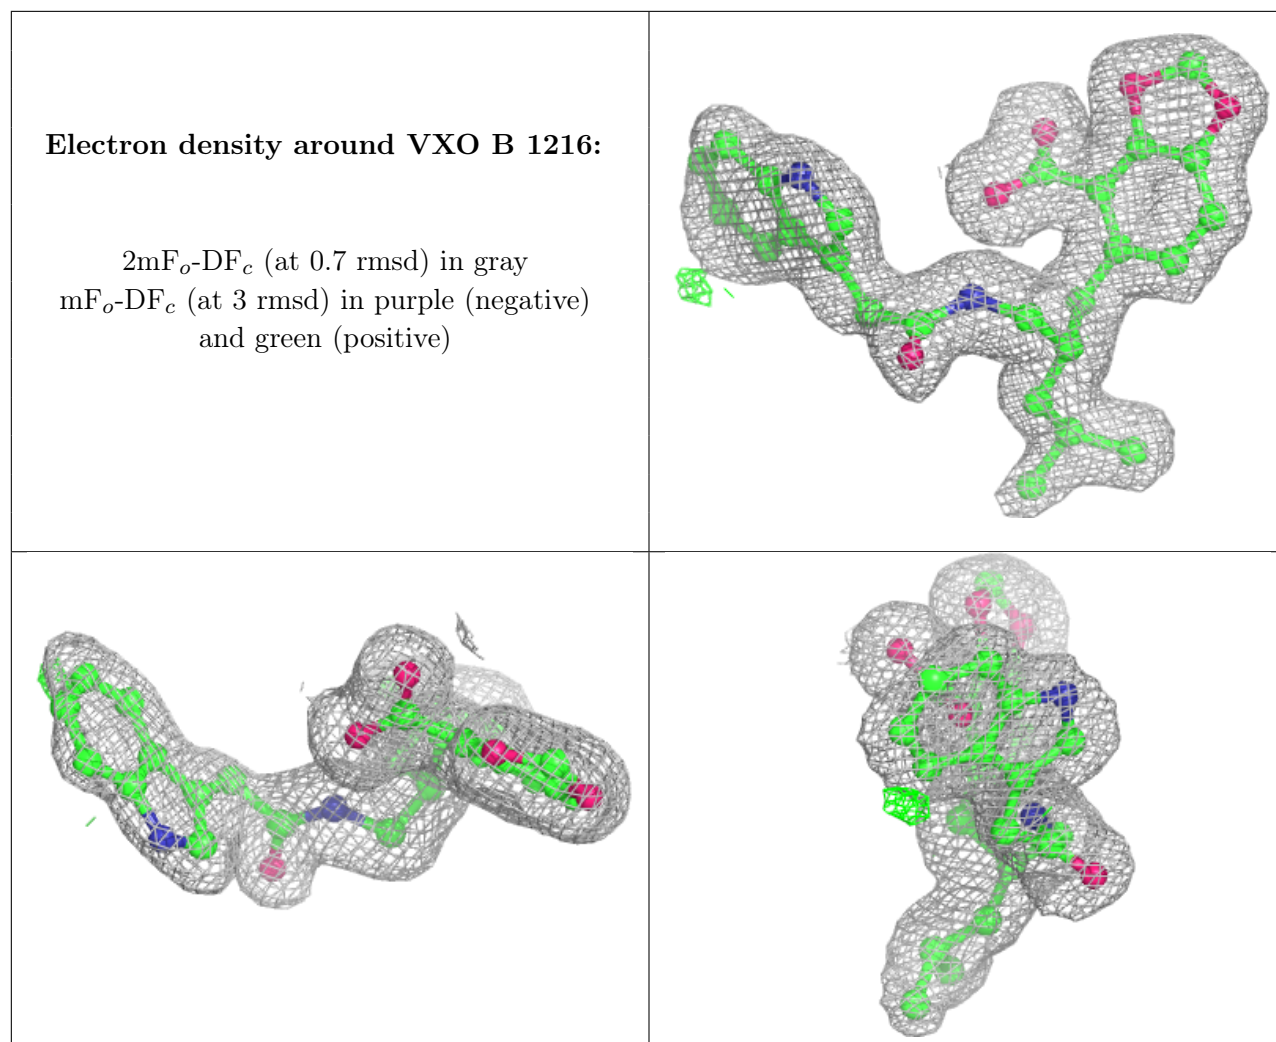 Electron density around VXO B 1216:
2mF𝑜-DF𝑐 (at 0.7 rmsd) in gray
mF𝑜-DF𝑐 (at 3 rmsd) in purple (negative)
and green (positive)